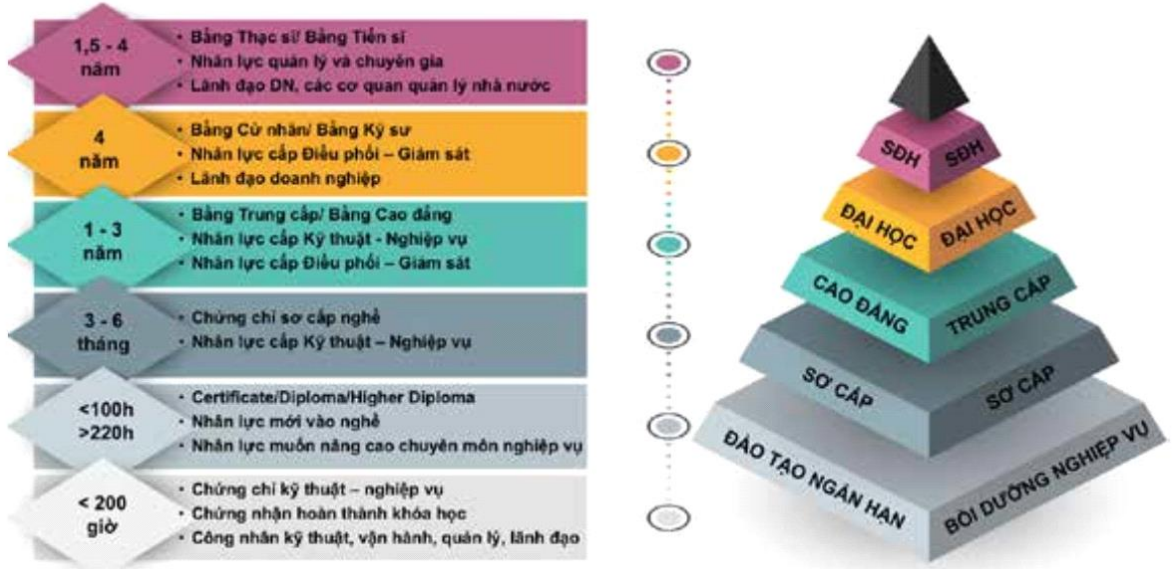 1,5 - 4
năm
• Bằng Thạc sĩ/ Bằng Tiến sĩ
• Nhân lực quản lý và chuyên gia
• Lãnh đạo DN, các cơ quan quản lý nhà nước
4
năm
• Bằng Cử nhân/ Bằng Kỹ sư
• Nhân lực cấp Điều phối – Giám sát
• Lãnh đạo doanh nghiệp
1 - 3
năm
• Bằng Trung cấp/ Bằng Cao đẳng
• Nhân lực cấp Kỹ thuật - Nghiệp vụ
• Nhân lực cấp Điều phối – Giám sát
3 - 6
tháng
• Chứng chỉ sơ cấp nghề
• Nhân lực cấp Kỹ thuật – Nghiệp vụ
<100h
>220h
• Certificate/Diploma/Higher Diploma
• Nhân lực mới vào nghề
• Nhân lực muốn nâng cao chuyên môn nghiệp vụ
< 200
giờ
• Chứng chỉ kỹ thuật – nghiệp vụ
• Chứng nhận hoàn thành khóa học
• Công nhân kỹ thuật, vận hành, quản lý, lãnh đạo
SĐH SĐH
ĐẠI HỌC ĐẠI HỌC
CAO ĐẲNG TRUNG CẤP
SƠ CẤP SƠ CẤP
ĐÀO TẠO NGẮN HẠN BỒI DƯỠNG NGHIỆP VỤ